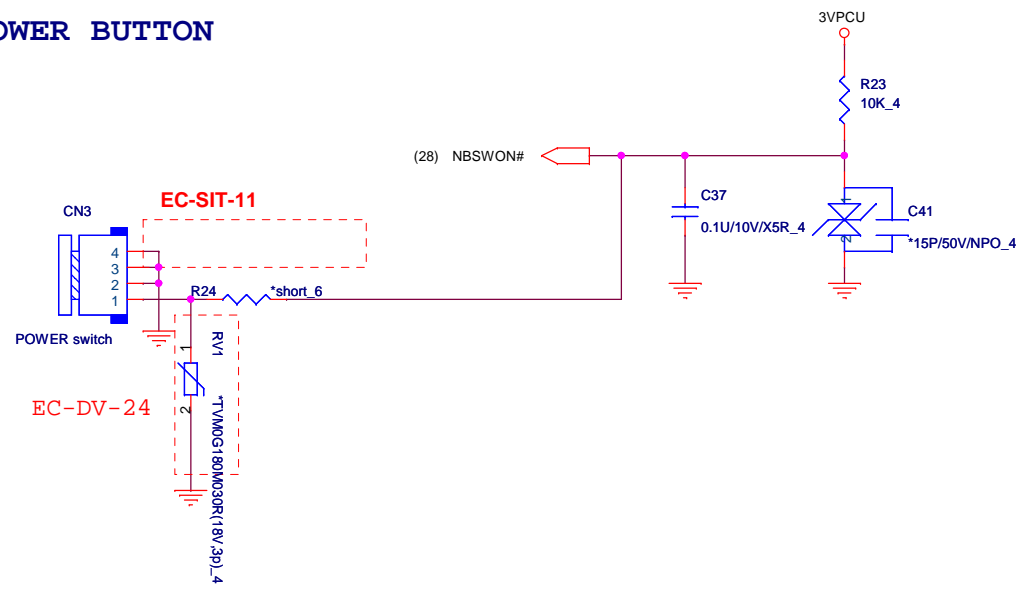 OWER BUTTON
3VPCU
R23
10K_4
(28) NBSWON#
EC-SIT-11
CN3
C37
0.1U/10V/X5R_4
1
2
C41
*15P/50V/NPO_4
4
3
2
1
R24
*short_6
POWER switch
RV1
1
2
*TVM0G180M030R(18V,3p)_4
EC-DV-24